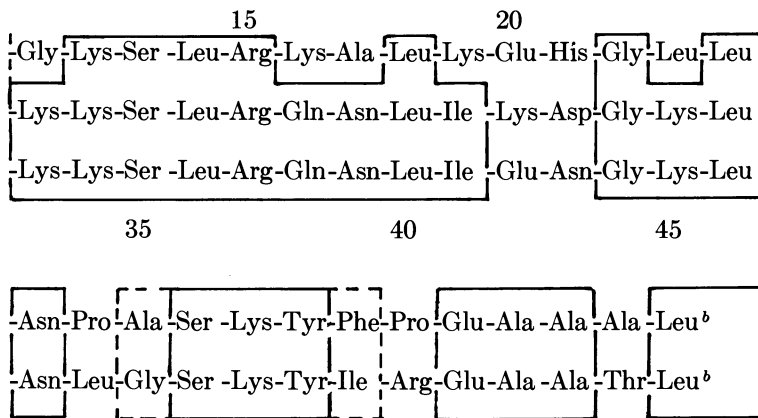 15 20
-Gly-Lys-Ser-Leu-Arg-Lys-Ala-Leu-Lys-Glu-His-Gly-Leu-Leu
-Lys-Lys-Ser-Leu-Arg-Gln-Asn-Leu-Ile-Lys-Asp-Gly-Lys-Leu
-Lys-Lys-Ser-Leu-Arg-Gln-Asn-Leu-Ile-Glu-Asn-Gly-Lys-Leu
35 40 45
-Asn-Pro-Ala-Ser-Lys-Tyr-Phe-Pro-Glu-Ala-Ala-Ala-Leu b
-Asn-Leu-Gly-Ser-Lys-Tyr-Ile-Arg-Glu-Ala-Ala-Thr-Leu b